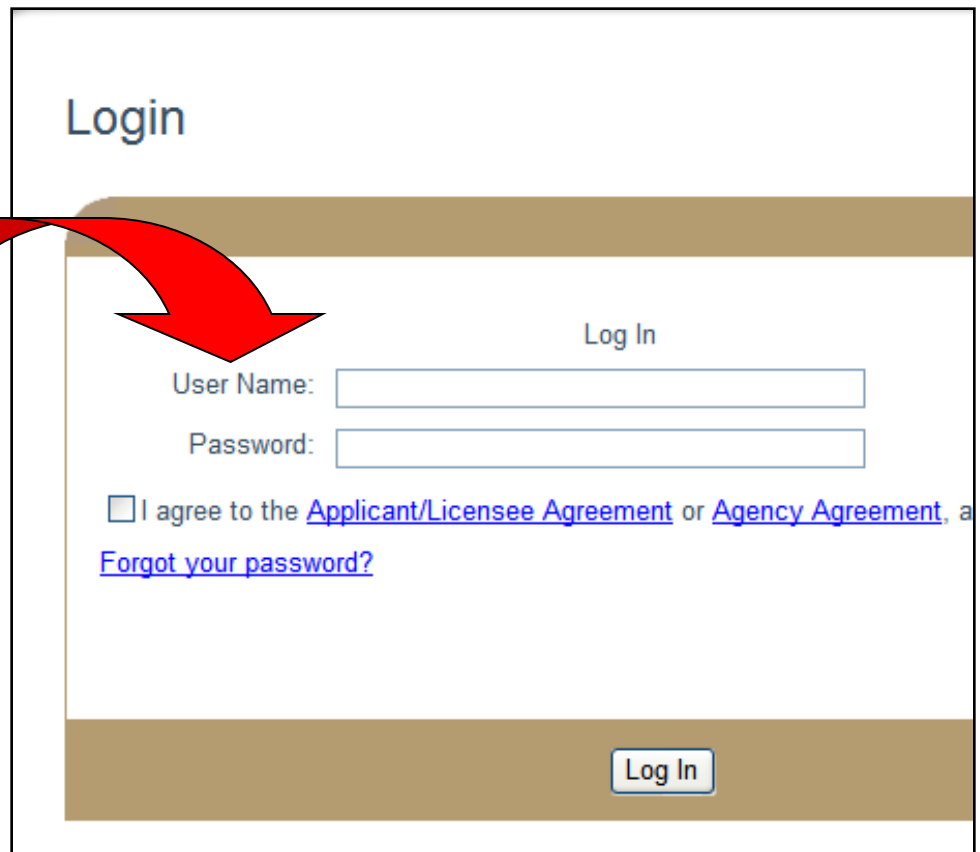 Login
Log In
User Name:
Password:
I agree to the Applicant/Licensee Agreement or Agency Agreement, a
Forgot your password?
Log In